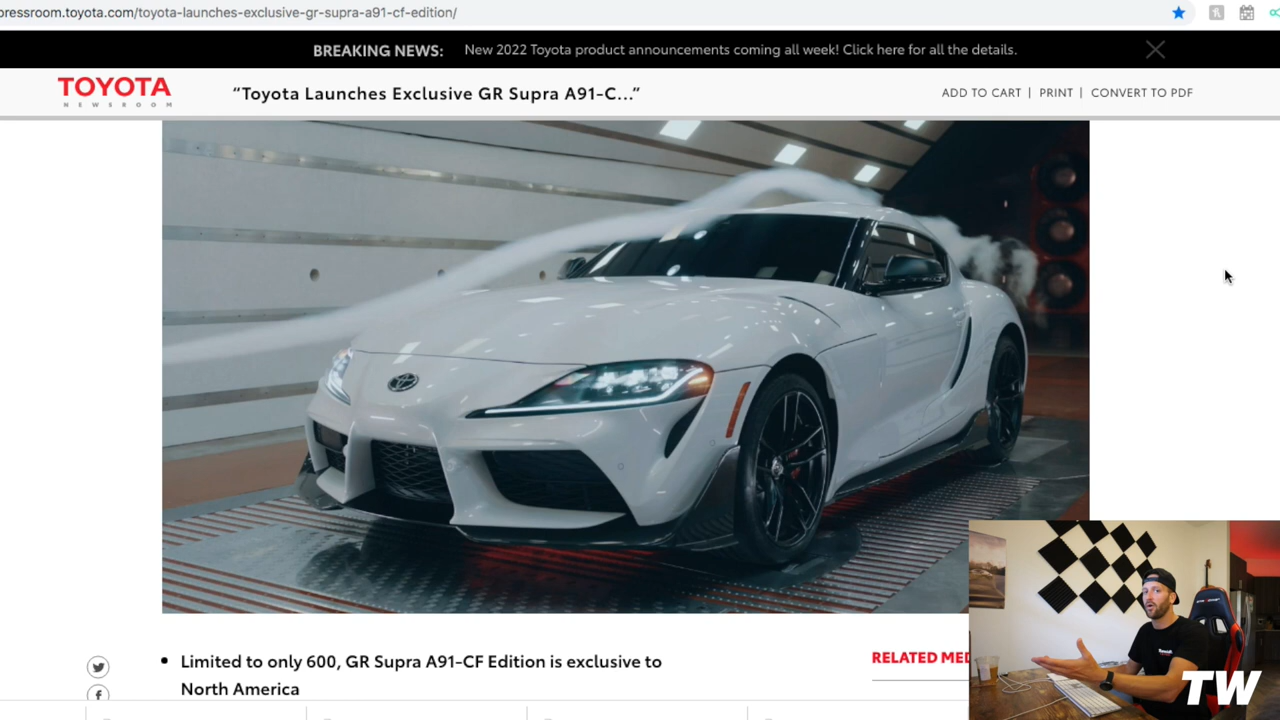 pressroom.toyota.com/toyota-launches-exclusive-gr-supra-a91-cf-edition/
BREAKING NEWS: New 2022 Toyota product announcements coming all week! Click here for all the details.
TOYOTA
NEWSROOM
“Toyota Launches Exclusive GR Supra A91-C...”
ADD TO CART | PRINT | CONVERT TO PDF
• Limited to only 600, GR Supra A91-CF Edition is exclusive to
North America
RELATED MED
TW